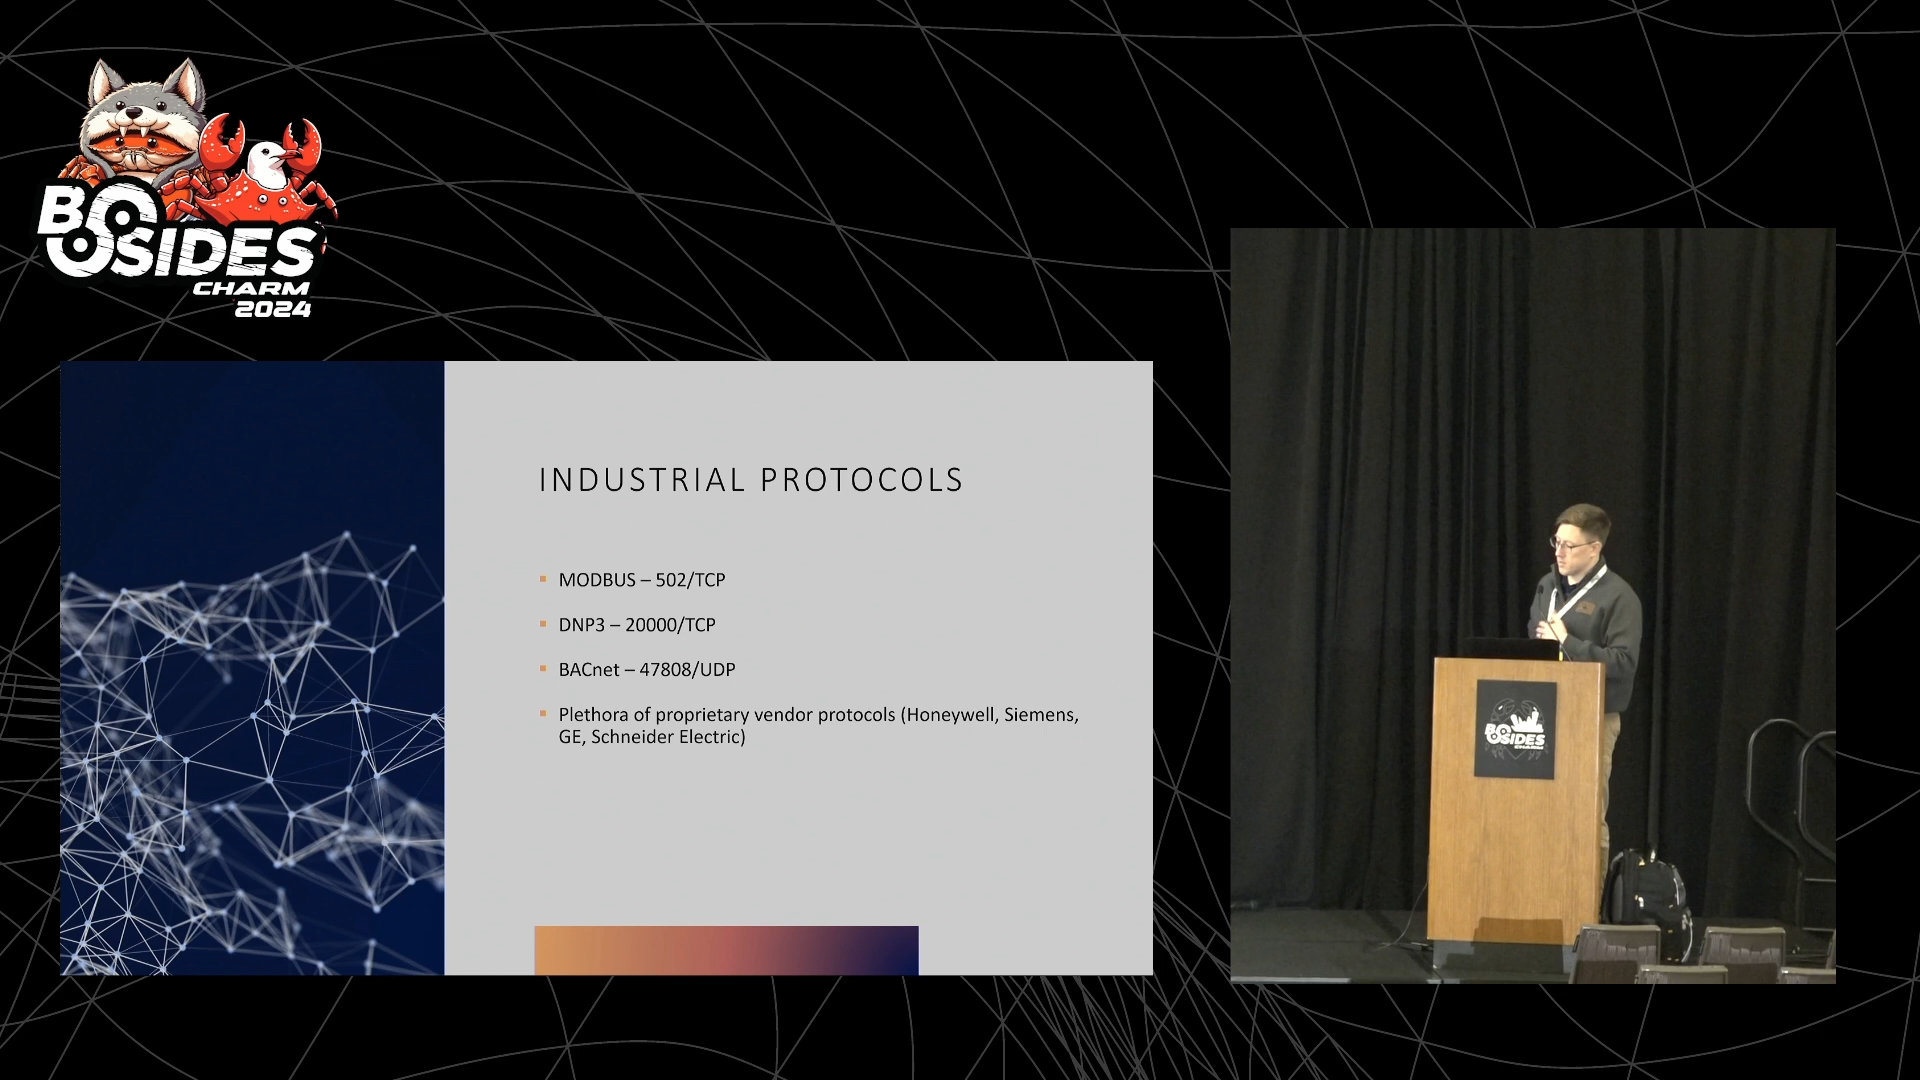 BSIDES
CHARM
2024
INDUSTRIAL PROTOCOLS
▪ MODBUS – 502/TCP
▪ DNP3 – 20000/TCP
▪ BACnet – 47808/UDP
▪ Plethora of proprietary vendor protocols (Honeywell, Siemens,
GE, Schneider Electric)
BSIDES
CHARM